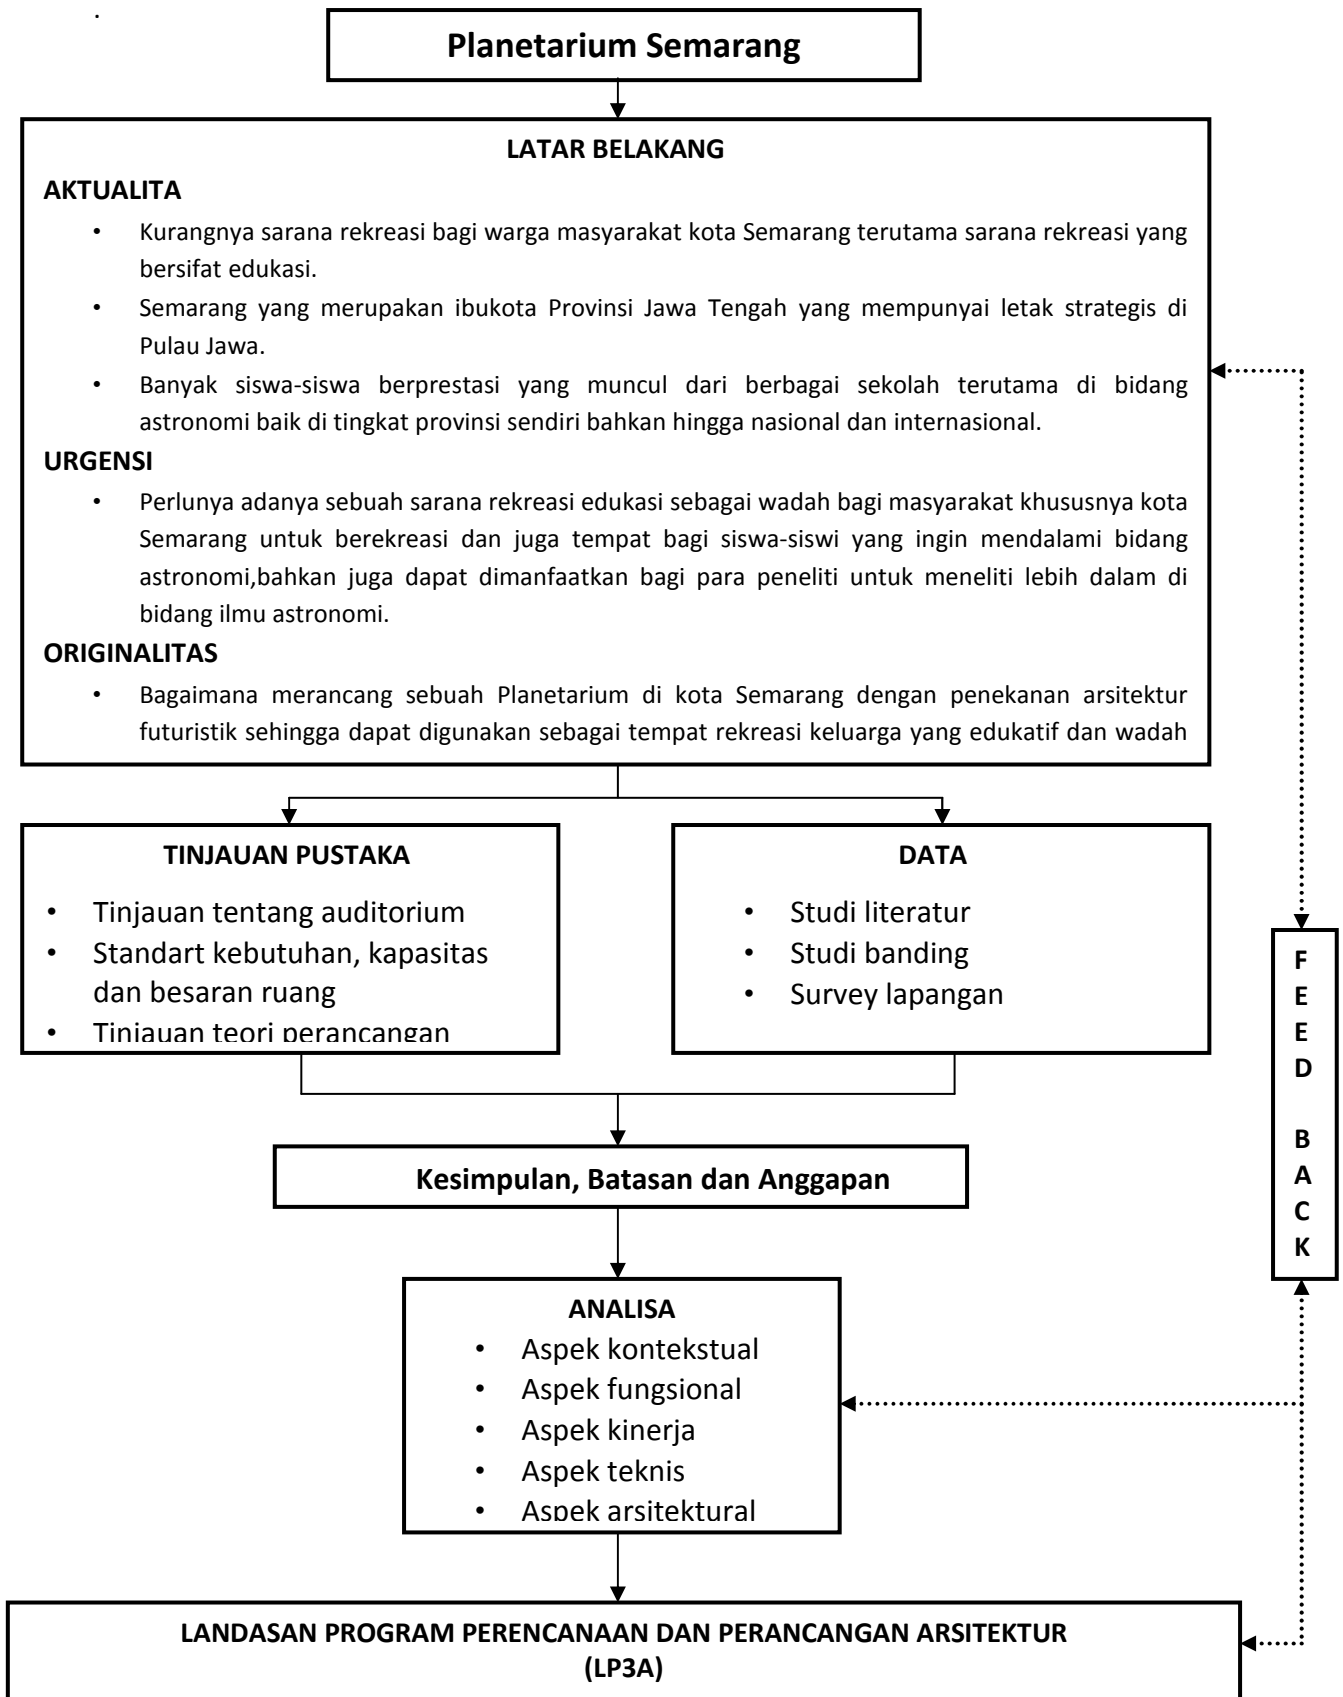 .
Planetarium Semarang
LATAR BELAKANG
AKTUALITA
• Kurangnya sarana rekreasi bagi warga masyarakat kota Semarang terutama sarana rekreasi yang
bersifat edukasi.
• Semarang yang merupakan ibukota Provinsi Jawa Tengah yang mempunyai letak strategis di
Pulau Jawa.
• Banyak siswa-siswa berprestasi yang muncul dari berbagai sekolah terutama di bidang
astronomi baik di tingkat provinsi sendiri bahkan hingga nasional dan internasional.
URGENSI
• Perlunya adanya sebuah sarana rekreasi edukasi sebagai wadah bagi masyarakat khususnya kota
Semarang untuk berekreasi dan juga tempat bagi siswa-siswi yang ingin mendalami bidang
astronomi,bahkan juga dapat dimanfaatkan bagi para peneliti untuk meneliti lebih dalam di
bidang ilmu astronomi.
ORIGINALITAS
• Bagaimana merancang sebuah Planetarium di kota Semarang dengan penekanan arsitektur
futuristik sehingga dapat digunakan sebagai tempat rekreasi keluarga yang edukatif dan wadah
TINJAUAN PUSTAKA
• Tinjauan tentang auditorium
• Standart kebutuhan, kapasitas
dan besaran ruang
• Tinjauan teori perancangan
DATA
• Studi literatur
• Studi banding
• Survey lapangan
F
E
E
D
B
A
C
K
Kesimpulan, Batasan dan Anggapan
ANALISA
• Aspek kontekstual
• Aspek fungsional
• Aspek kinerja
• Aspek teknis
• Aspek arsitektural
LANDASAN PROGRAM PERENCANAAN DAN PERANCANGAN ARSITEKTUR
(LP3A)